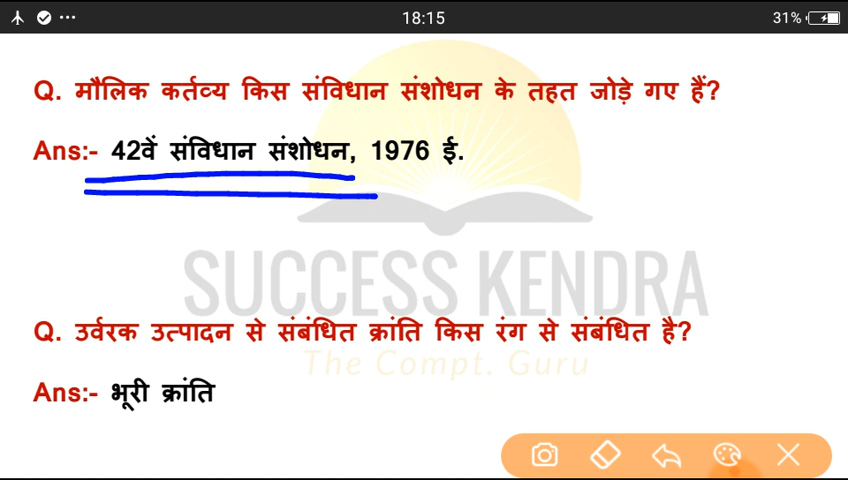 18:15
31%
Q. मौलिक कर्तव्य किस संविधान संशोधन के तहत जोड़े गए हैं?
Ans:- 42वें संविधान संशोधन, 1976 ई.
SUCCESS KENDRA
Q. उर्वरक उत्पादन से संबंधित क्रांति किस रंग से संबंधित है?
The Compt. Guru
Ans:- भूरी क्रांति